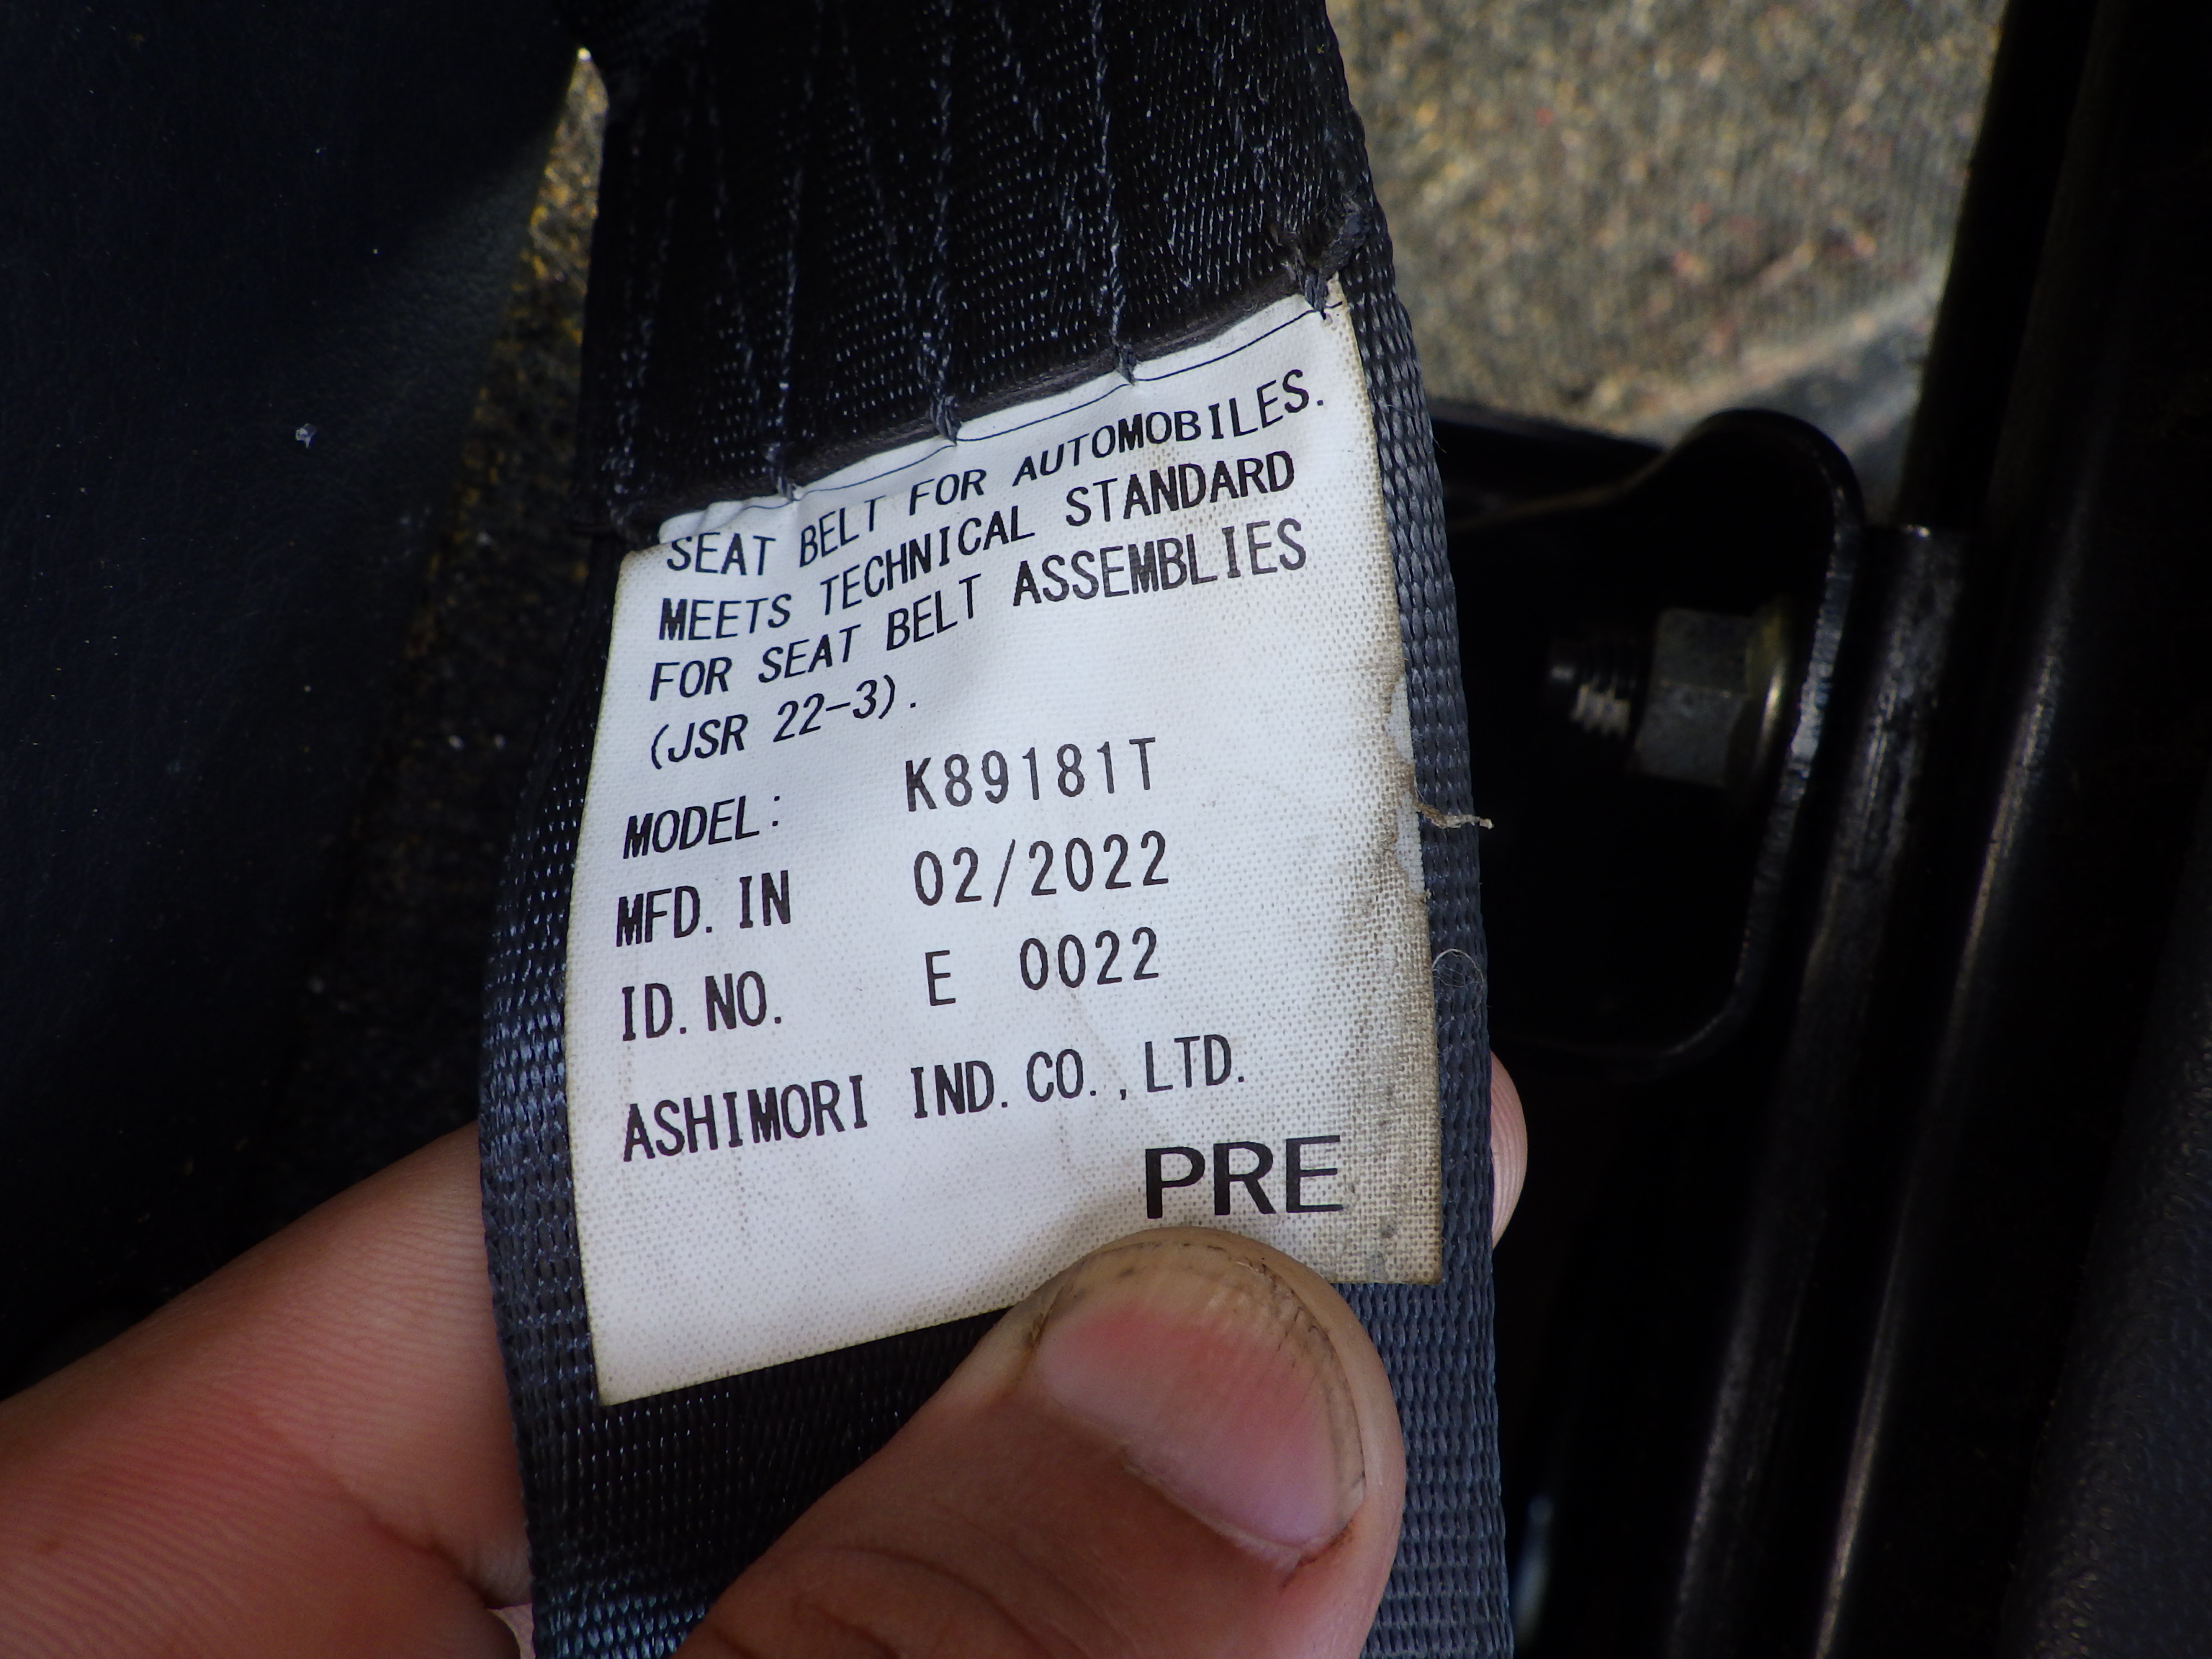 SEAT BELT FOR AUTOMOBILES.
MEETS TECHNICAL STANDARD
FOR SEAT BELT ASSEMBLIES
(JSR 22-3).
MODEL: K89181T
MFD. IN 02/2022
ID. NO. E 0022
ASHIMORI IND. CO., LTD.
PRE